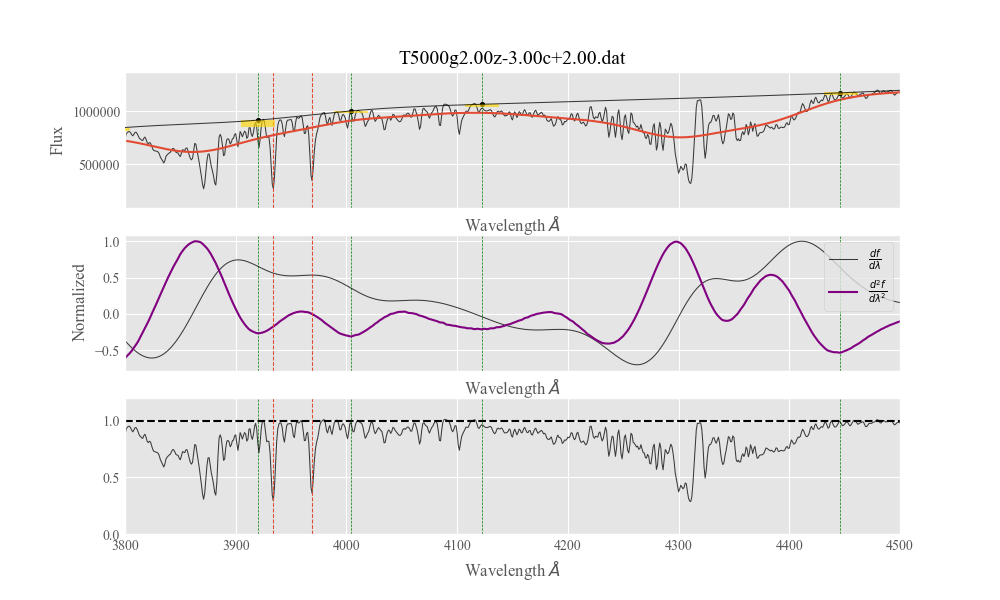 T5000g2.00z-3.00c+2.00.dat
1000000
500000
Flux
Wavelength Å
1.0
0.5
0.0
−0.5
Normalized
df
dλ
d²f
dλ²
Wavelength Å
1.0
0.5
0.0
3800 3900 4000 4100 4200 4300 4400 4500
Wavelength Å